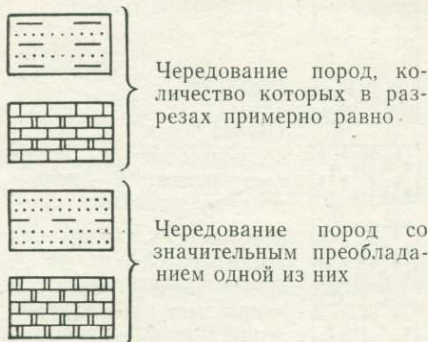 Чередование пород, ко-
личество которых в раз-
резах примерно равно
Чередование пород со
значительным преоблада-
нием одной из них